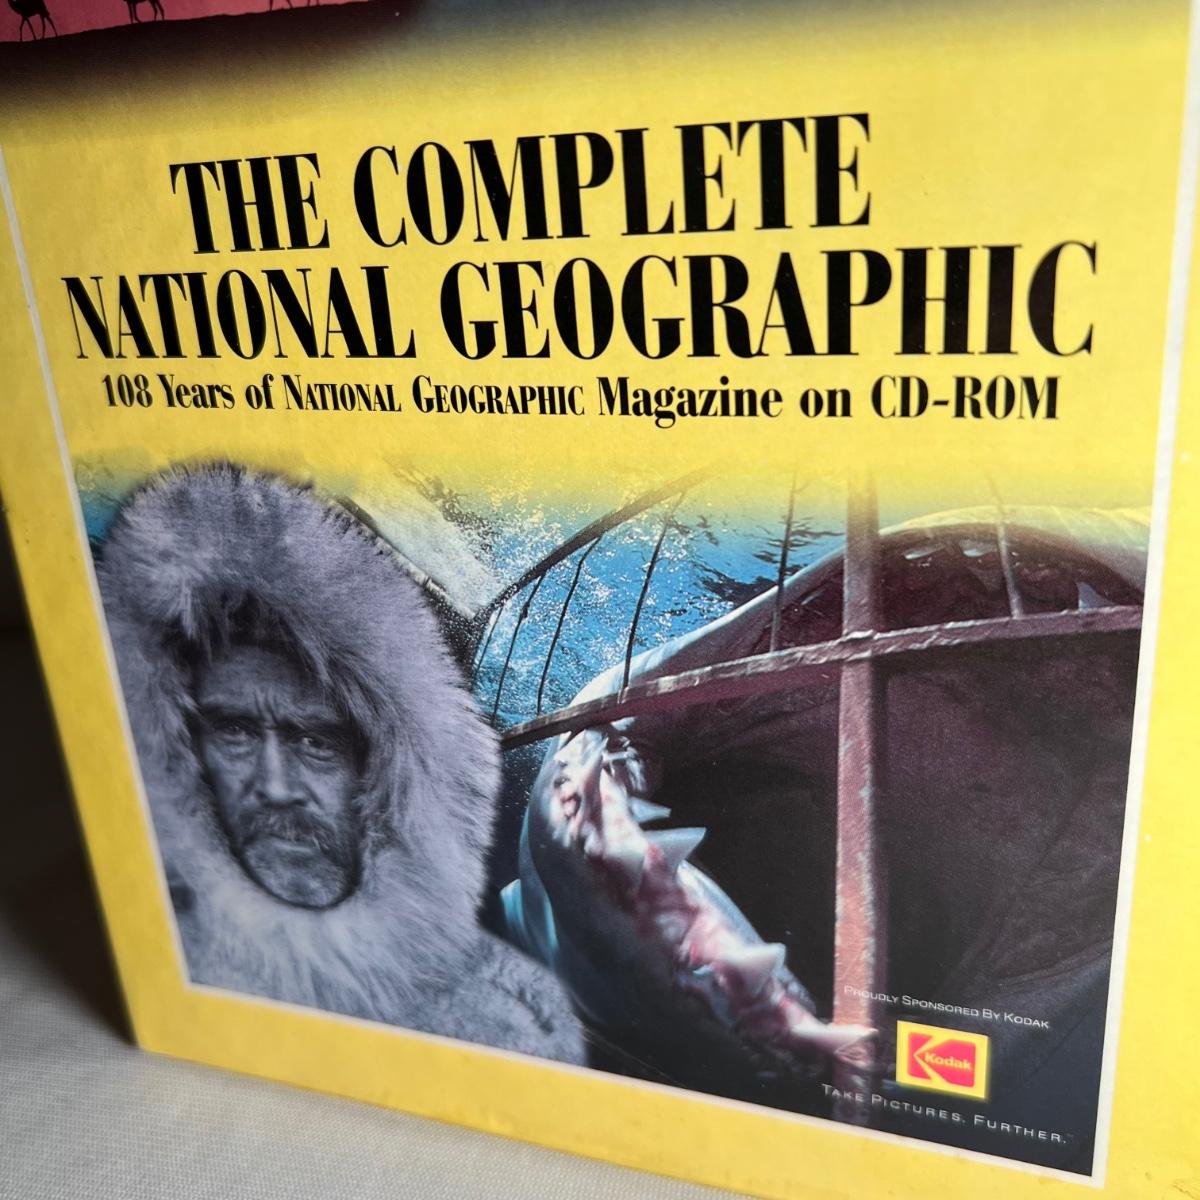 THE COMPLETE
NATIONAL GEOGRAPHIC
108 Years of NATIONAL GEOGRAPHIC Magazine on CD-ROM
PROUDLY SPONSORED BY KODAK
Kodak
TAKE PICTURES. FURTHER.™